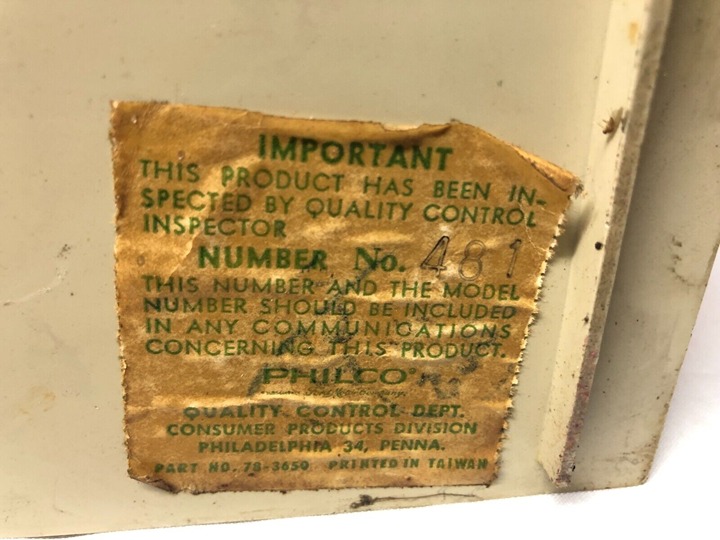 IMPORTANT
THIS PRODUCT HAS BEEN IN-
SPECTED BY QUALITY CONTROL
INSPECTOR
NUMBER No. 481
THIS NUMBER AND THE MODEL
NUMBER SHOULD BE INCLUDED
IN ANY COMMUNICATIONS
CONCERNING THIS PRODUCT.
PHILCO®
QUALITY CONTROL DEPT.
CONSUMER PRODUCTS DIVISION
PHILADELPHIA 34, PENNA.
PART NO. 78-3650 PRINTED IN TAIWAN